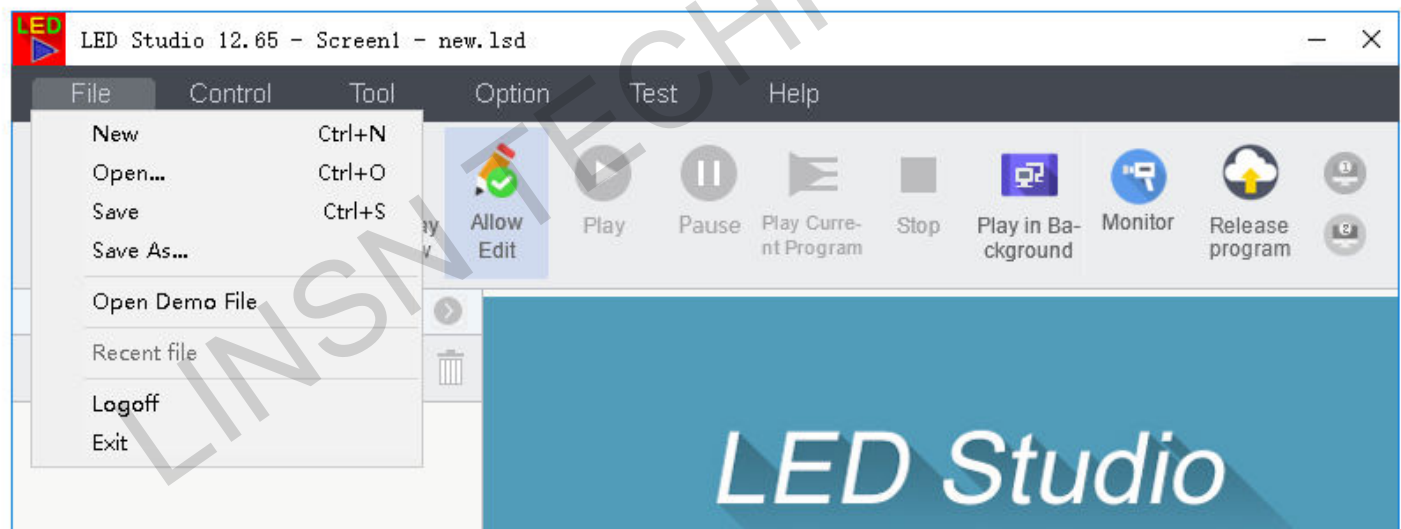 LED
LED Studio 12.65 - Screen1 - new.lsd
File Control Tool Option Test Help
New Ctrl+N
Open... Ctrl+O
Save Ctrl+S
Save As...
Open Demo File
Recent file
Logoff
Exit
Allow
Edit
Play
Pause
Play Curre-
nt Program
Stop
Play in Ba-
ckground
Monitor
Release
program
1
2
LED Studio
LINSN TECH